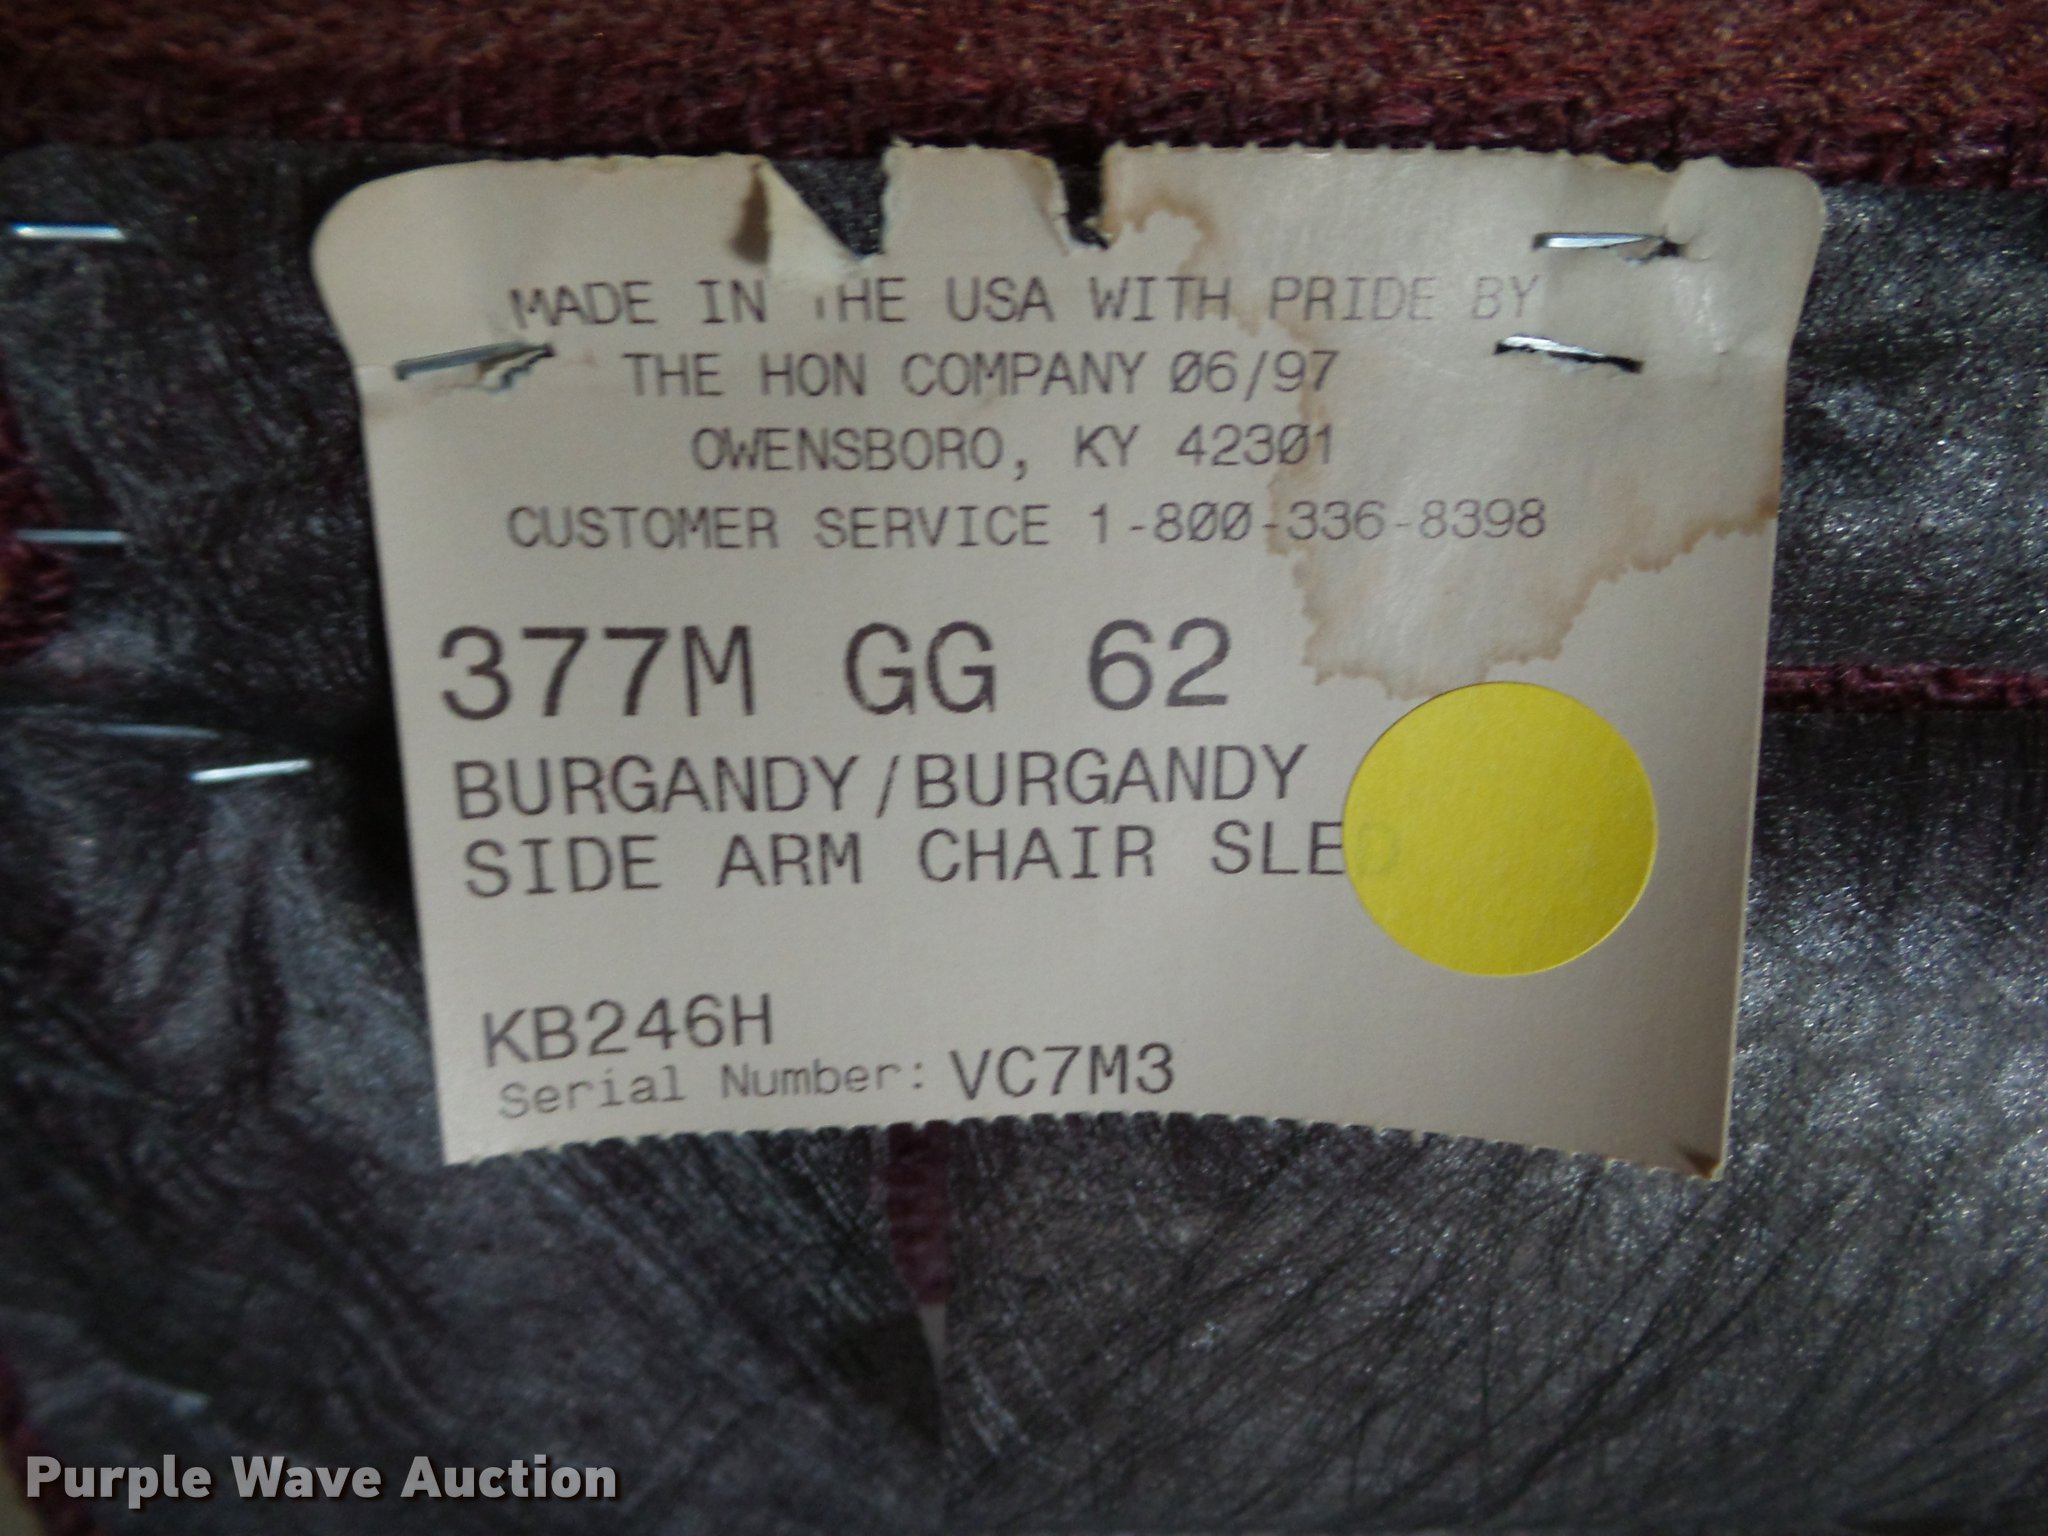 MADE IN THE USA WITH PRIDE BY
THE HON COMPANY 06/97
OWENSBORO, KY 42301
CUSTOMER SERVICE 1-800-336-8398
377M GG 62
BURGANDY/BURGANDY
SIDE ARM CHAIR SLED
KB246H
Serial Number: VC7M3
Purple Wave Auction